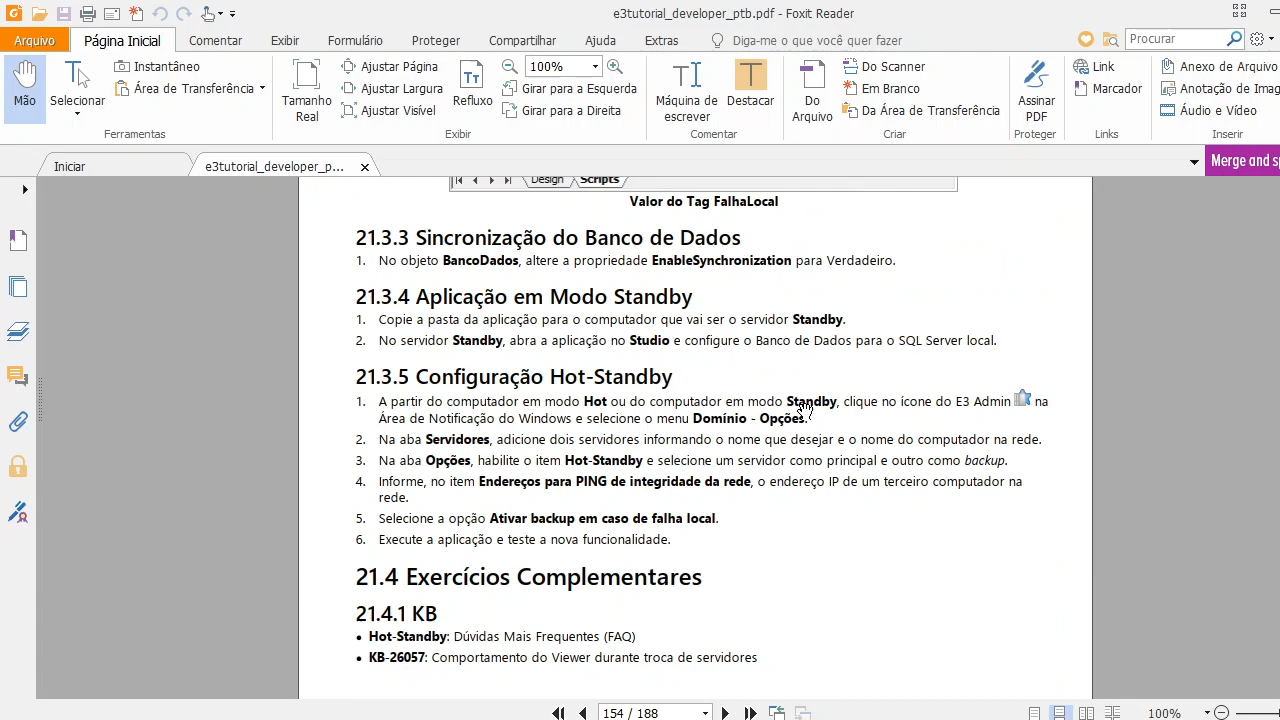 e3tutorial_developer_ptb.pdf - Foxit Reader
Arquivo Página Inicial Comentar Exibir Formulário Proteger Compartilhar Ajuda Extras Diga-me o que você quer fazer Procurar
Mão
Selecionar
Instantâneo
Área de Transferência
Ferramentas
Tamanho
Real
Ajustar Página
Ajustar Largura
Ajustar Visível
Refluxo
100%
Girar para a Esquerda
Girar para a Direita
Exibir
Máquina de
escrever
Destacar
Comentar
Do
Arquivo
Do Scanner
Em Branco
Da Área de Transferência
Criar
Assinar
PDF
Proteger
Link
Marcador
Links
Anexo de Arquivo
Anotação de Imag
Áudio e Vídeo
Inserir
Iniciar e3tutorial_developer_p... Merge and sp
Design Scripts
Valor do Tag FalhaLocal
21.3.3 Sincronização do Banco de Dados
1. No objeto BancoDados, altere a propriedade EnableSynchronization para Verdadeiro.
21.3.4 Aplicação em Modo Standby
1. Copie a pasta da aplicação para o computador que vai ser o servidor Standby.
2. No servidor Standby, abra a aplicação no Studio e configure o Banco de Dados para o SQL Server local.
21.3.5 Configuração Hot-Standby
1. A partir do computador em modo Hot ou do computador em modo Standby, clique no ícone do E3 Admin na
Área de Notificação do Windows e selecione o menu Domínio - Opções.
2. Na aba Servidores, adicione dois servidores informando o nome que desejar e o nome do computador na rede.
3. Na aba Opções, habilite o item Hot-Standby e selecione um servidor como principal e outro como backup.
4. Informe, no item Endereços para PING de integridade da rede, o endereço IP de um terceiro computador na
rede.
5. Selecione a opção Ativar backup em caso de falha local.
6. Execute a aplicação e teste a nova funcionalidade.
21.4 Exercícios Complementares
21.4.1 KB
• Hot-Standby: Dúvidas Mais Frequentes (FAQ)
• KB-26057: Comportamento do Viewer durante troca de servidores
154 / 188
100%